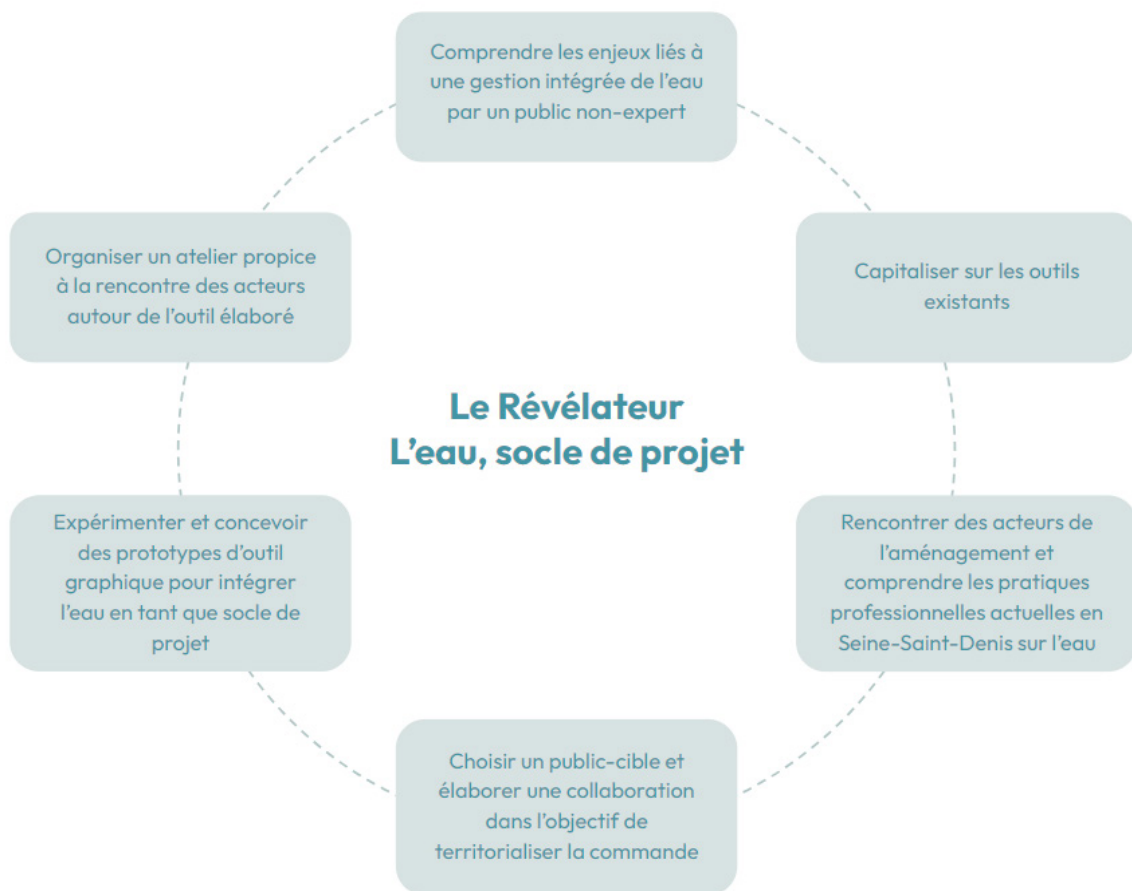 Comprendre les enjeux liés à
une gestion intégrée de l'eau
par un public non-expert
Organiser un atelier propice
à la rencontre des acteurs
autour de l'outil élaboré
Capitaliser sur les outils
existants
Le Révélateur
L'eau, socle de projet
Expérimenter et concevoir
des prototypes d'outil
graphique pour intégrer
l'eau en tant que socle de
projet
Rencontrer des acteurs de
l'aménagement et
comprendre les pratiques
professionnelles actuelles en
Seine-Saint-Denis sur l'eau
Choisir un public-cible et
élaborer une collaboration
dans l'objectif de
territorialiser la commande